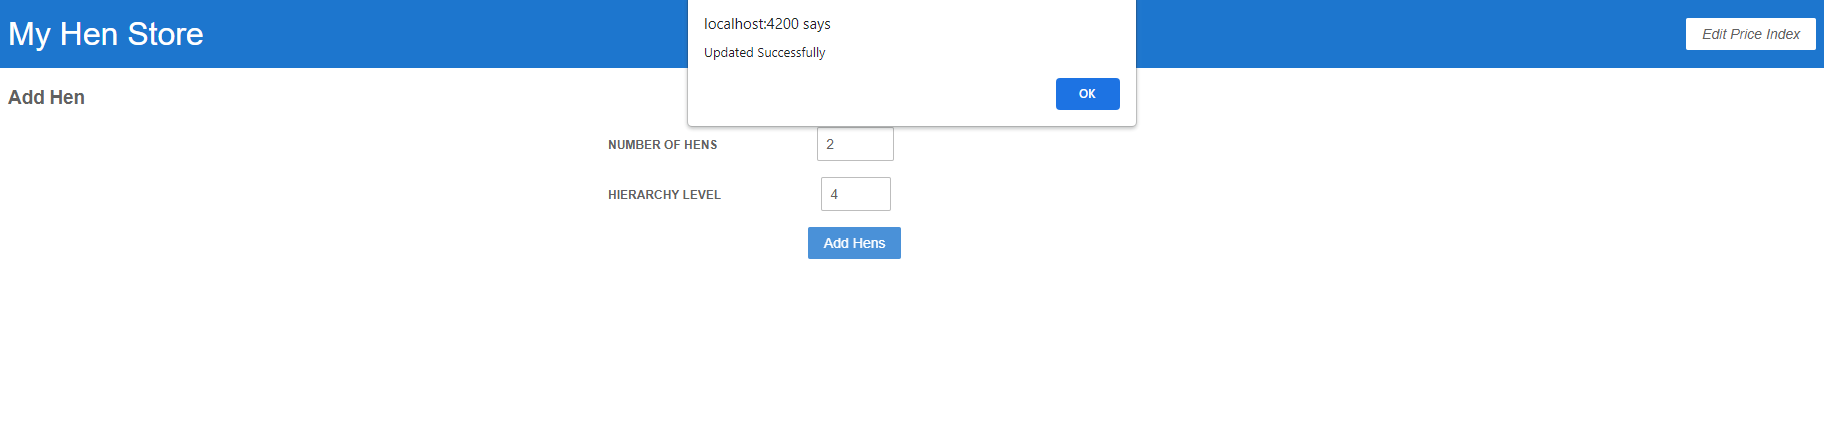 My Hen Store
localhost:4200 says
Updated Successfully
OK
Edit Price Index
Add Hen
NUMBER OF HENS 2
HIERARCHY LEVEL 4
Add Hens